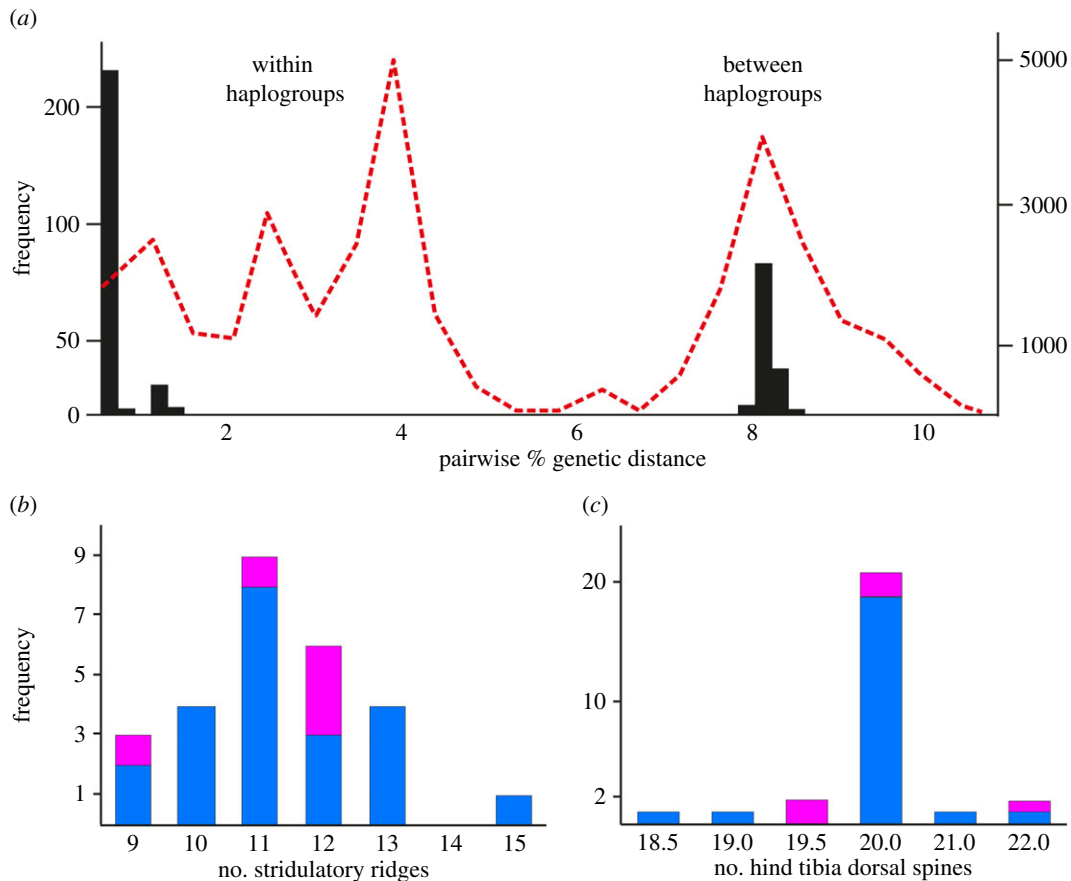 (a)
within
haplogroups
between
haplogroups
frequency
200
100
50
0
5000
3000
1000
2
4
6
8
10
pairwise % genetic distance
(b)
frequency
9
7
5
3
1
9
10
11
12
13
14
15
no. stridulatory ridges
(c)
20
10
2
18.5
19.0
19.5
20.0
21.0
22.0
no. hind tibia dorsal spines